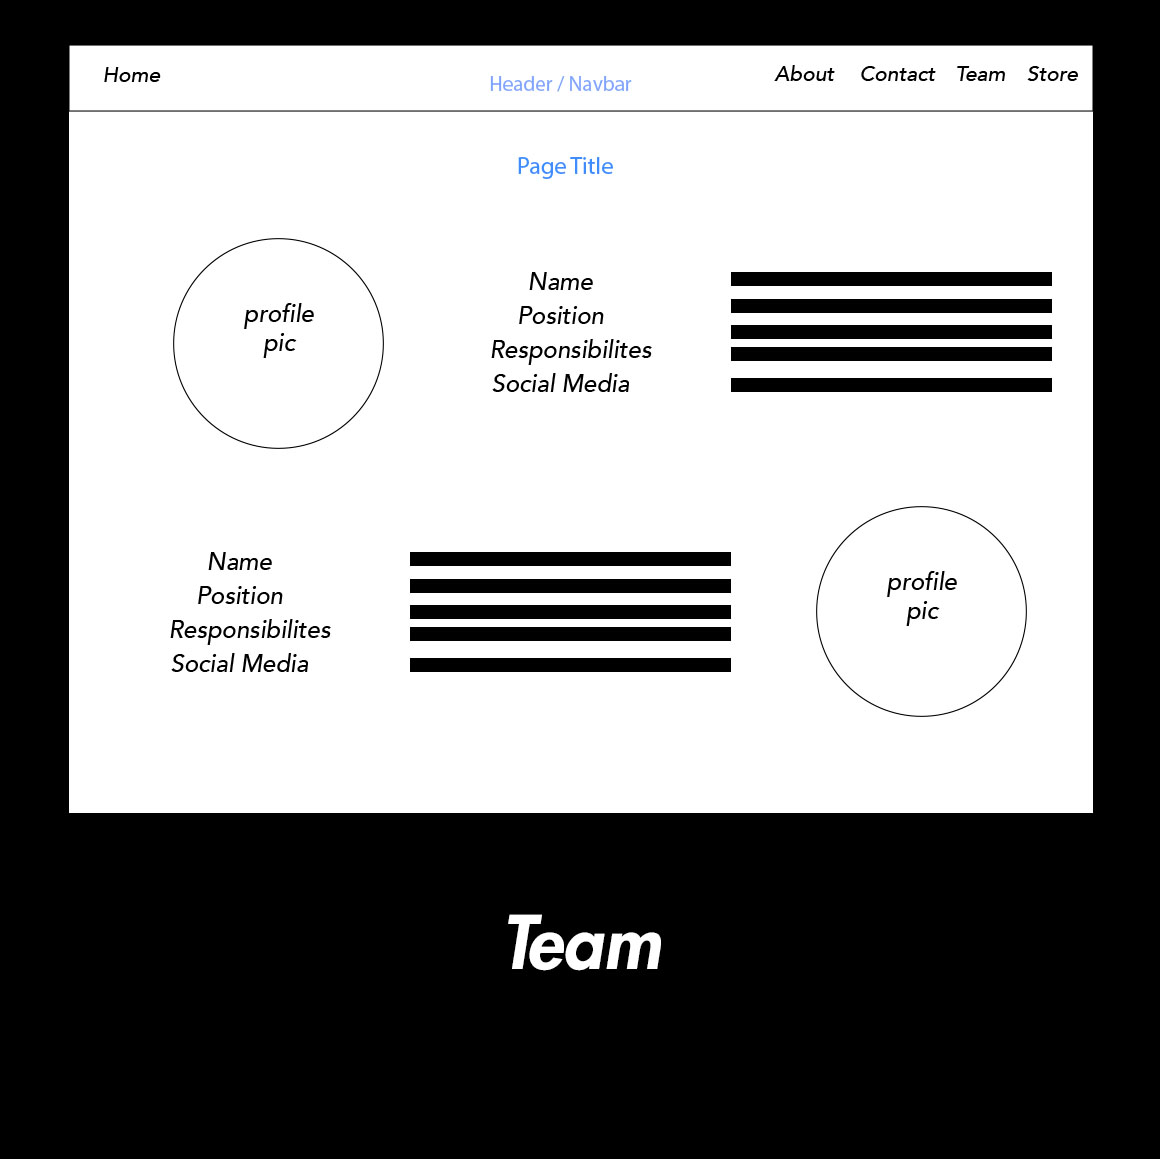 Home
Header / Navbar
About Contact Team Store
Page Title
profile
pic
Name
Position
Responsibilites
Social Media
Name
Position
Responsibilites
Social Media
profile
pic
Team